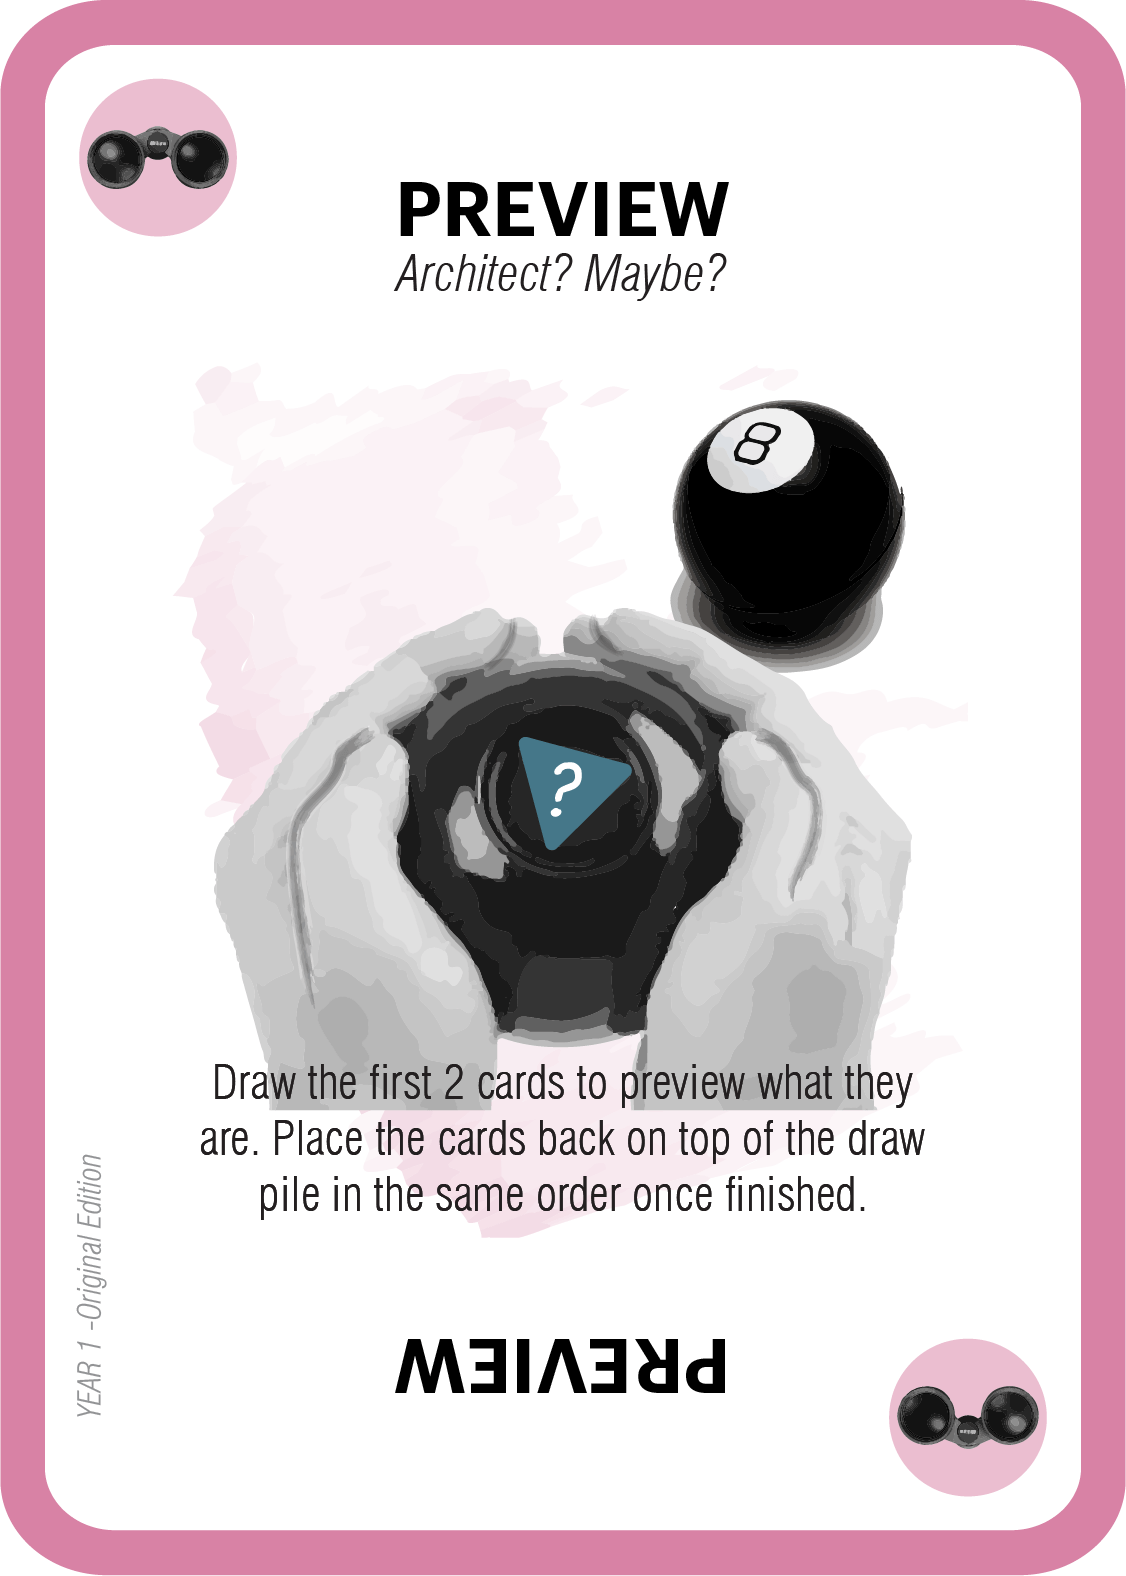 PREVIEW
Architect? Maybe?
8
?
Draw the first 2 cards to preview what they
are. Place the cards back on top of the draw
pile in the same order once finished.
YEAR 1 -Original Edition
PREVIEW